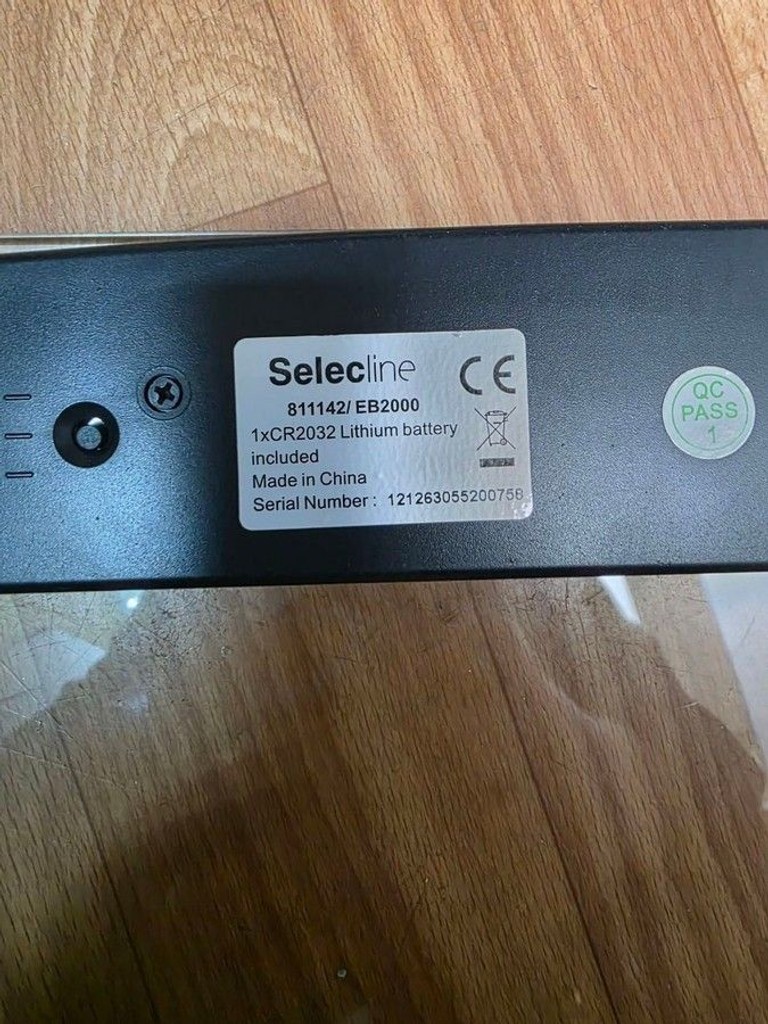 Selecline CE
811142/ EB2000
1xCR2032 Lithium battery
included
Made in China
Serial Number : 121263055200758
QC
PASS
1